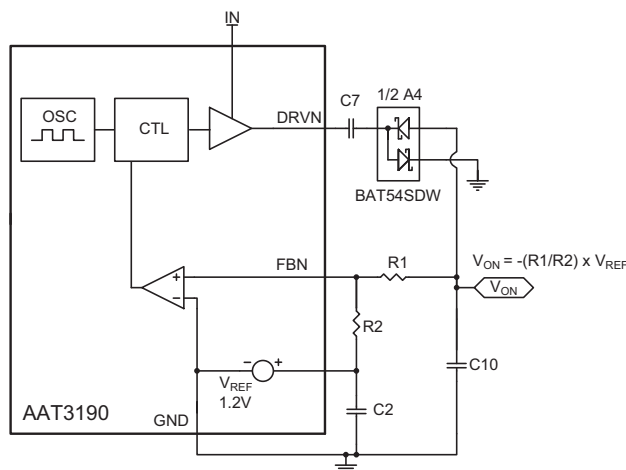 IN
OSC
CTL
DRVN
C7
1/2 A4
BAT54SDW
FBN
R1
V_ON = -(R1/R2) x V_REF
V_ON
+
−
R2
− +
V_REF
1.2V
C2
C10
AAT3190
GND